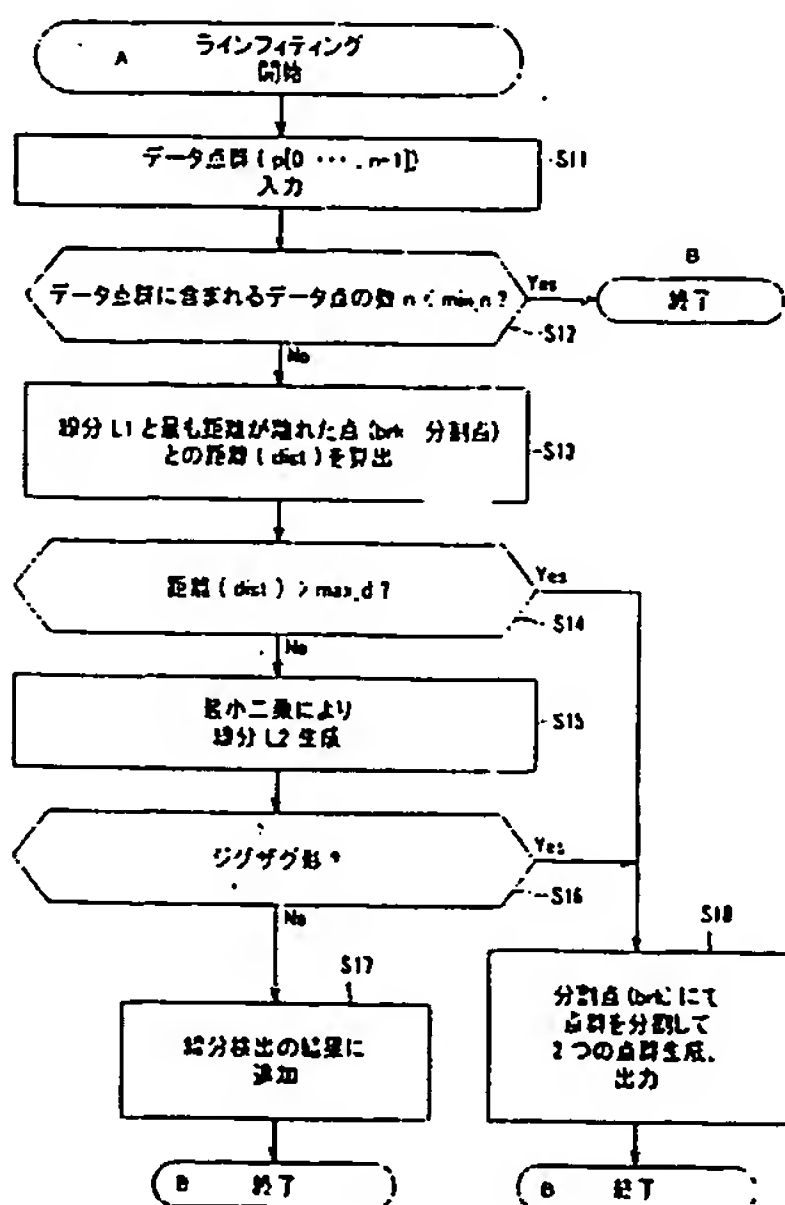 A
ラインフィティング
開始
データ点群 { p[0 …, n-1]}
入力
S11
データ点群に含まれるデータ点の数 n < min_n ?
Yes
B
終了
S12
No
線分 L1 と最も距離が離れた点 (brk 分割点)
との距離 ( dist ) を算出
S13
距離 ( dist ) > max_d ?
Yes
S14
No
最小二乗により
線分 L2 生成
S15
ジグザグ形 ?
Yes
S16
No
S17
線分検出の結果に
追加
S18
分割点 (brk) にて
点群を分割して
2 つの点群生成、
出力
B 終了
B 終了